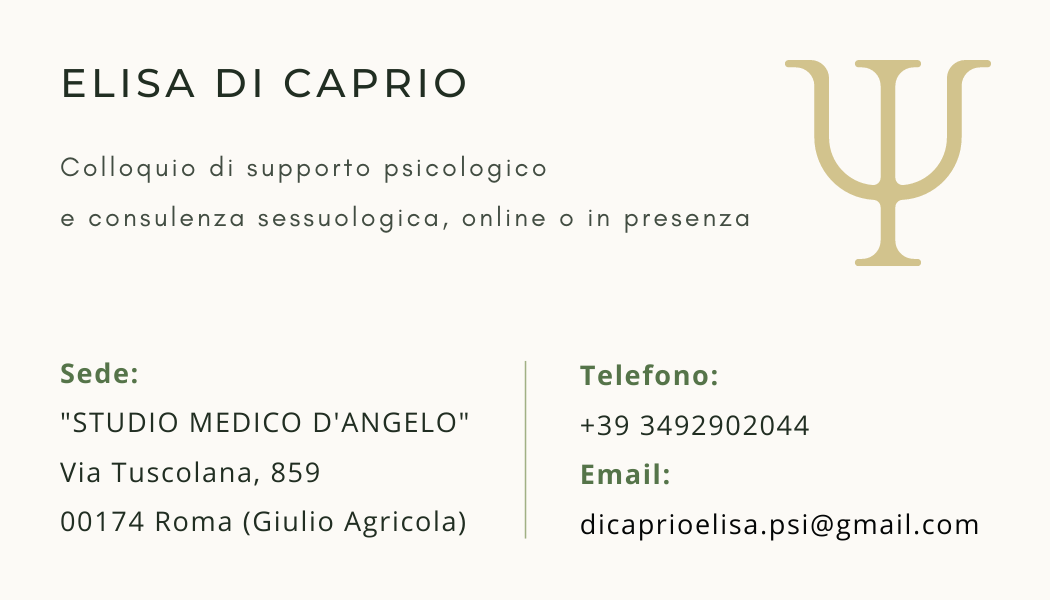 ELISA DI CAPRIO
Colloquio di supporto psicologico
e consulenza sessuologica, online o in presenza
Sede:
"STUDIO MEDICO D'ANGELO"
Via Tuscolana, 859
00174 Roma (Giulio Agricola)
Telefono:
+39 3492902044
Email:
dicaprioelisa.psi@gmail.com